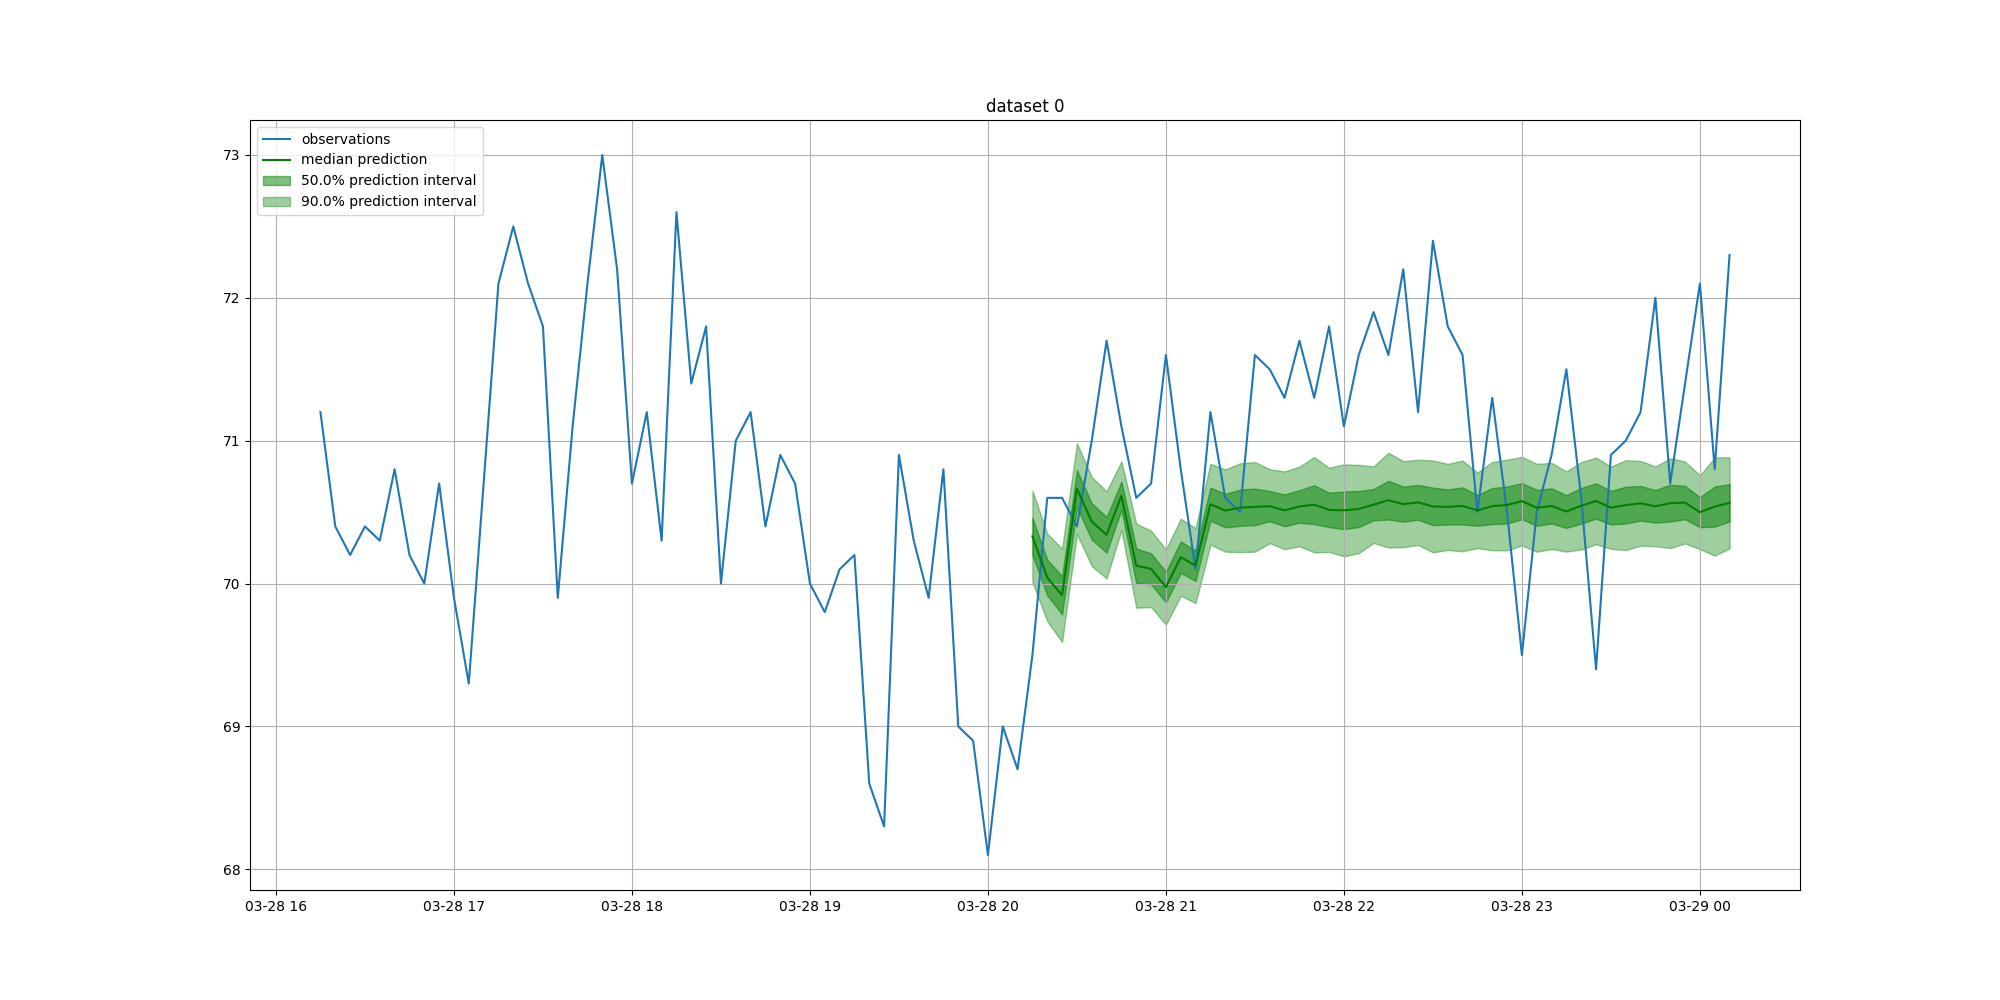 dataset 0
observations
median prediction
50.0% prediction interval
90.0% prediction interval
73
72
71
70
69
68
03-28 16 03-28 17 03-28 18 03-28 19 03-28 20 03-28 21 03-28 22 03-28 23 03-29 00